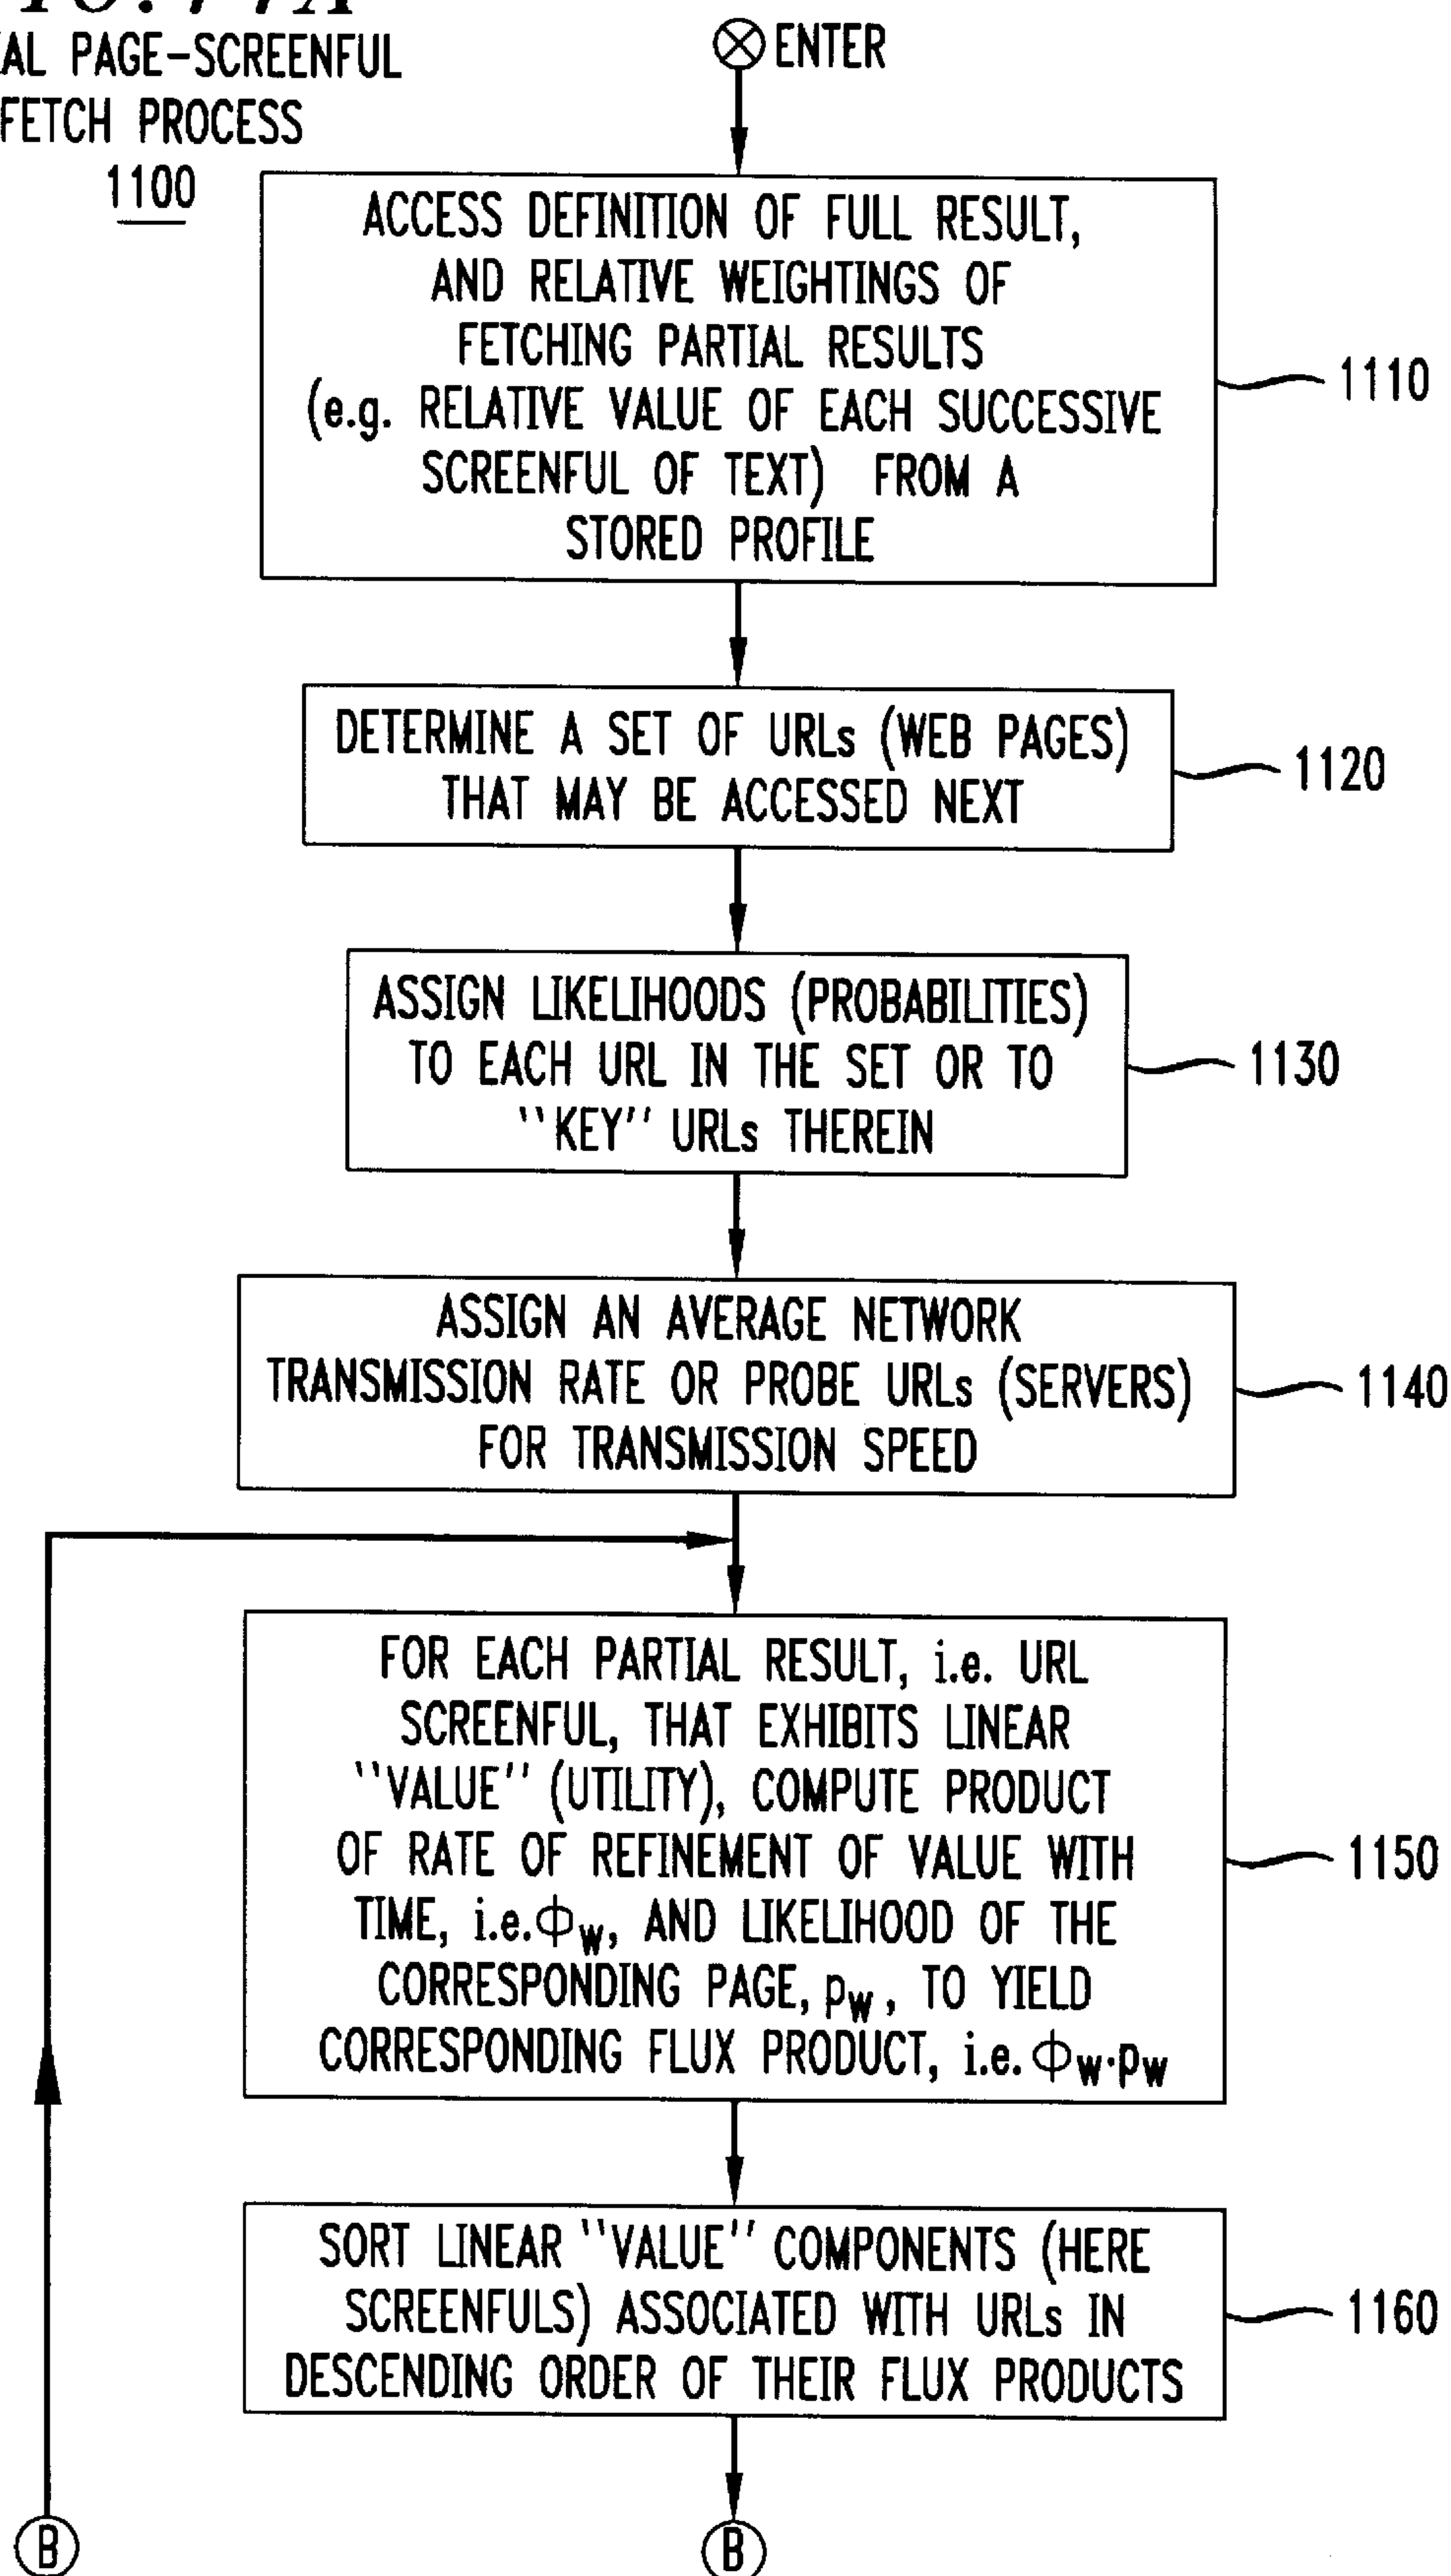 AL PAGE-SCREENFUL
FETCH PROCESS
1100
ENTER
ACCESS DEFINITION OF FULL RESULT,
AND RELATIVE WEIGHTINGS OF
FETCHING PARTIAL RESULTS
(e.g. RELATIVE VALUE OF EACH SUCCESSIVE
SCREENFUL OF TEXT) FROM A
STORED PROFILE
1110
DETERMINE A SET OF URLs (WEB PAGES)
THAT MAY BE ACCESSED NEXT
1120
ASSIGN LIKELIHOODS (PROBABILITIES)
TO EACH URL IN THE SET OR TO
"KEY" URLs THEREIN
1130
ASSIGN AN AVERAGE NETWORK
TRANSMISSION RATE OR PROBE URLs (SERVERS)
FOR TRANSMISSION SPEED
1140
FOR EACH PARTIAL RESULT, i.e. URL
SCREENFUL, THAT EXHIBITS LINEAR
"VALUE" (UTILITY), COMPUTE PRODUCT
OF RATE OF REFINEMENT OF VALUE WITH
TIME, i.e. Φw, AND LIKELIHOOD OF THE
CORRESPONDING PAGE, pw, TO YIELD
CORRESPONDING FLUX PRODUCT, i.e. Φw·pw
1150
SORT LINEAR "VALUE" COMPONENTS (HERE
SCREENFULS) ASSOCIATED WITH URLs IN
DESCENDING ORDER OF THEIR FLUX PRODUCTS
1160
B
B